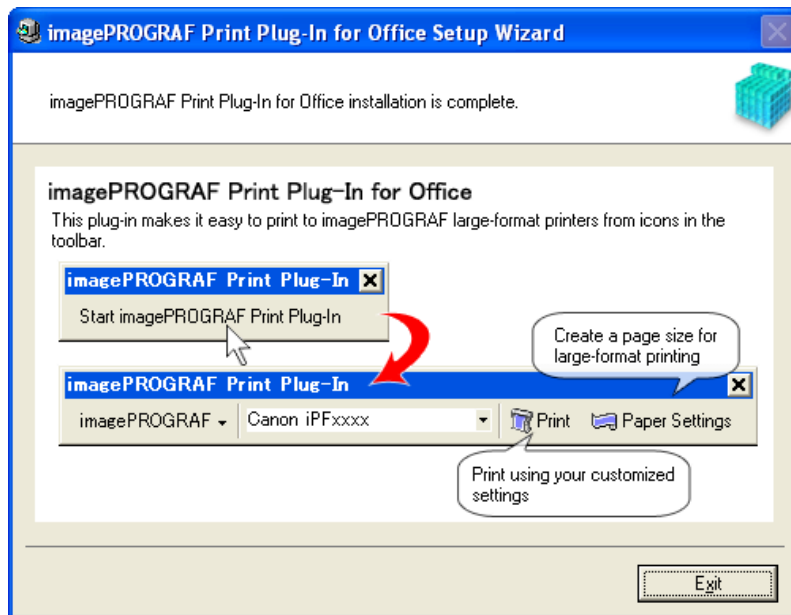 imagePROGRAF Print Plug-In for Office Setup Wizard
imagePROGRAF Print Plug-In for Office installation is complete.
imagePROGRAF Print Plug-In for Office
This plug-in makes it easy to print to imagePROGRAF large-format printers from icons in the
toolbar.
imagePROGRAF Print Plug-In
Start imagePROGRAF Print Plug-In
Create a page size for
large-format printing
imagePROGRAF Print Plug-In
imagePROGRAF
Canon iPFxxxx
Print
Paper Settings
Print using your customized
settings
Exit